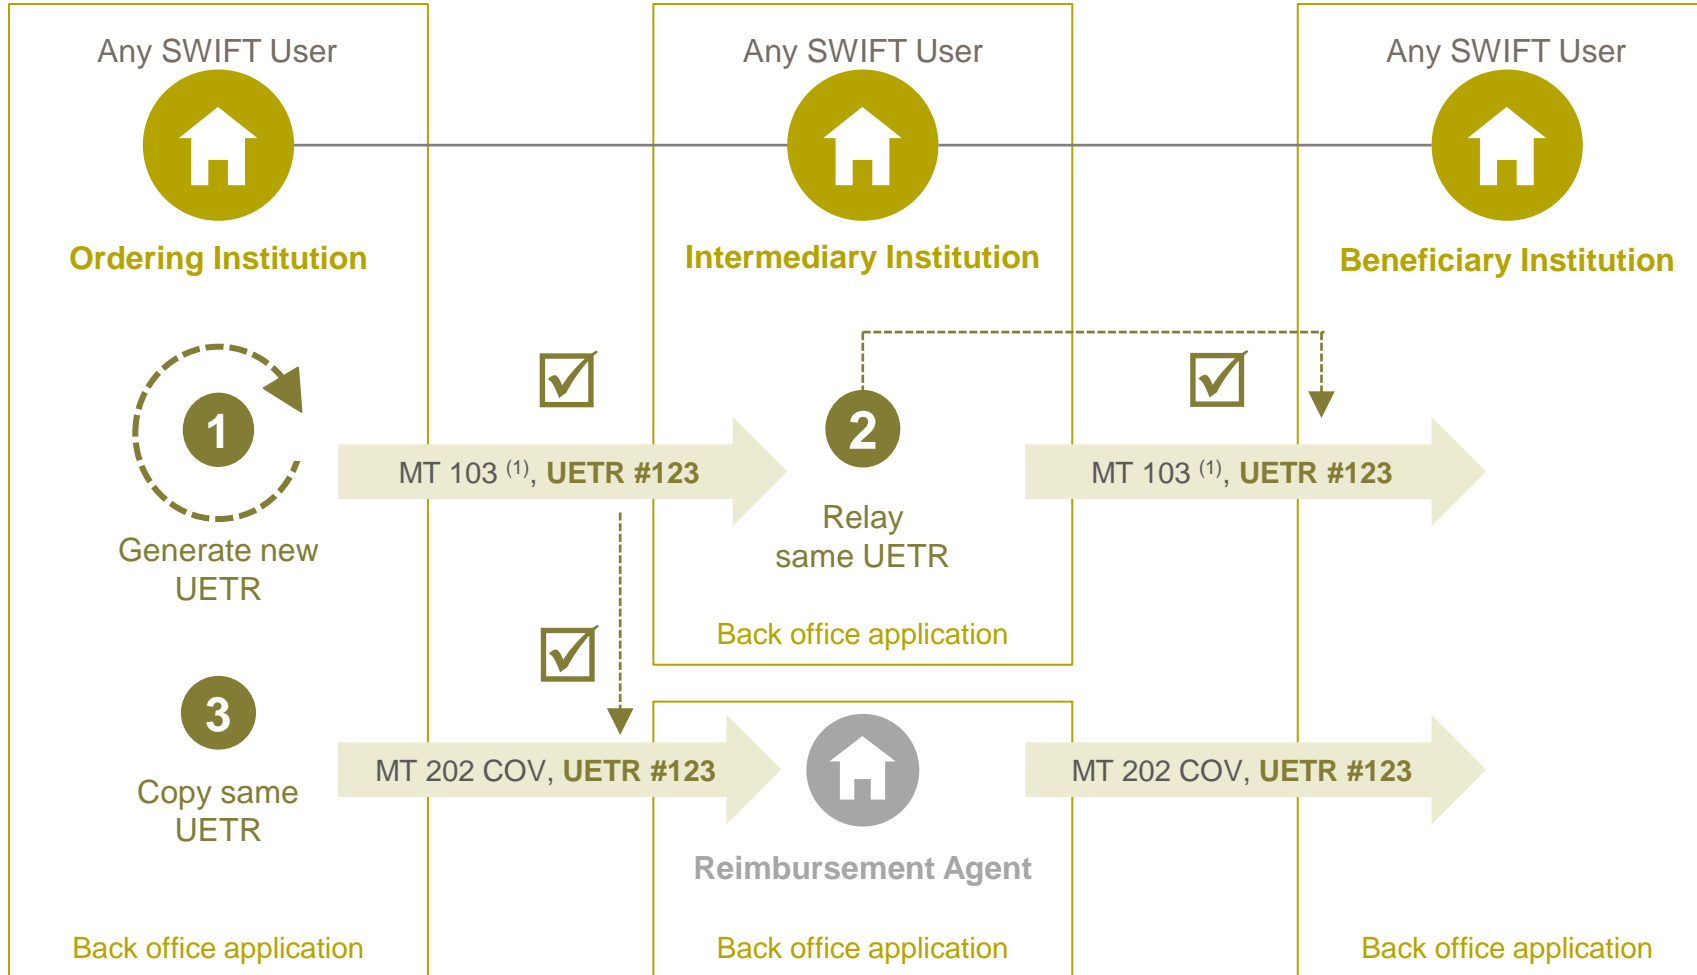 Any SWIFT User
Any SWIFT User
Any SWIFT User
Ordering Institution
Intermediary Institution
Beneficiary Institution
1
Generate new
UETR
MT 103 (1), UETR #123
2
Relay
same UETR
MT 103 (1), UETR #123
Back office application
3
Copy same
UETR
MT 202 COV, UETR #123
MT 202 COV, UETR #123
Reimbursement Agent
Back office application
Back office application
Back office application